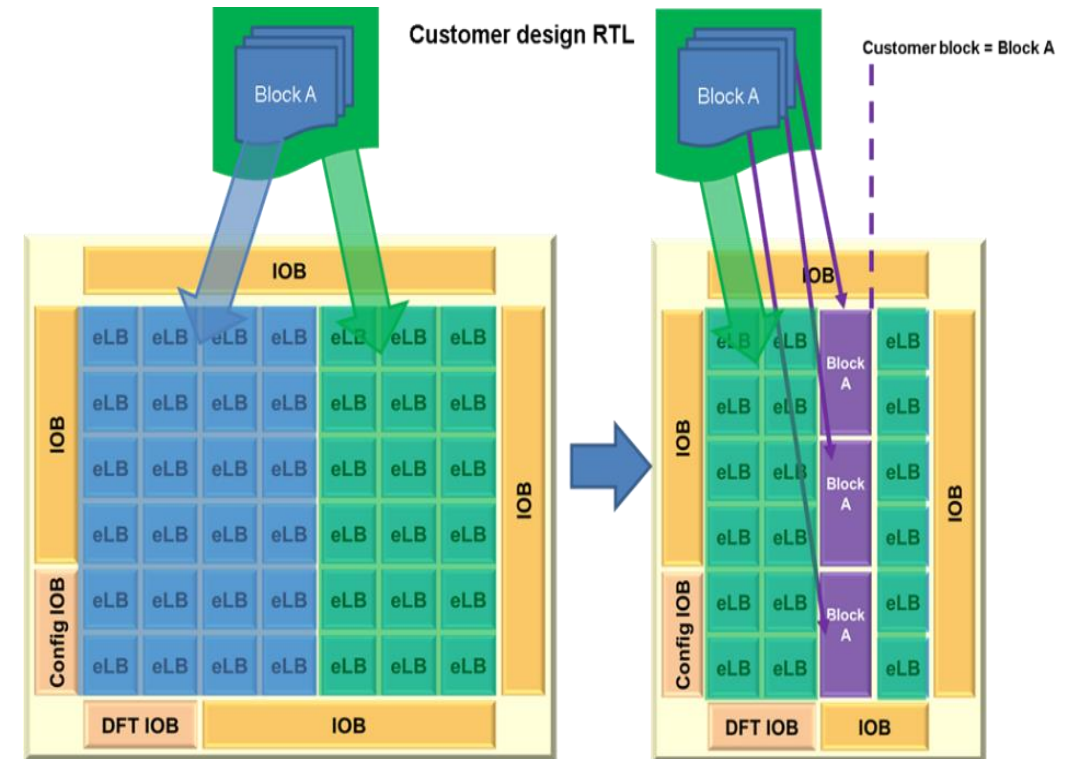 Customer design RTL
Customer block = Block A
Block A
Block A
IOB
IOB
IOB
eLB eLB eLB eLB eLB eLB eLB
eLB eLB eLB eLB eLB eLB eLB
eLB eLB eLB eLB eLB eLB eLB
eLB eLB eLB eLB eLB eLB eLB
eLB eLB eLB eLB eLB eLB eLB
eLB eLB eLB eLB eLB eLB eLB
Config IOB
IOB
DFT IOB
IOB
IOB
IOB
eLB eLB eLB
Block
A
eLB eLB eLB
eLB eLB eLB
Block
A
eLB eLB eLB
eLB eLB eLB
Block
A
eLB eLB eLB
Config IOB
IOB
DFT IOB
IOB